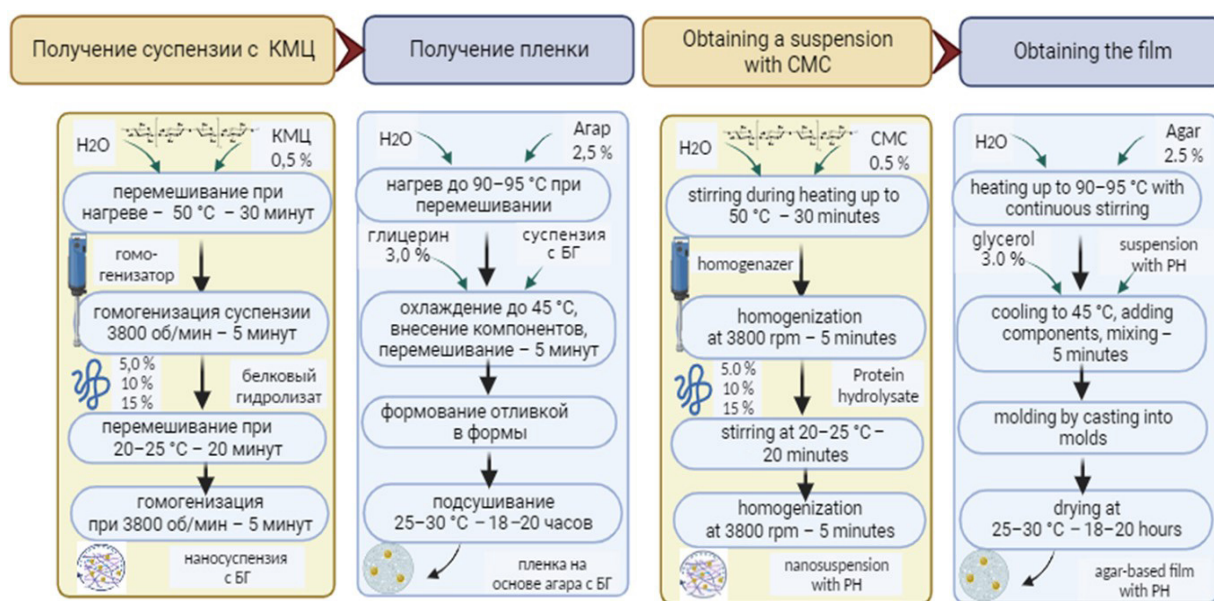 Получение суспензии с КМЦ
Получение пленки
Obtaining a suspension
with CMC
Obtaining the film
H2O
КМЦ
0,5 %
перемешивание при
нагреве – 50 °C – 30 минут
гомо-
генизатор
гомогенизация суспензии
3800 об/мин – 5 минут
5,0 %
10 %
15 %
белковый
гидролизат
перемешивание при
20–25 °C – 20 минут
гомогенизация
при 3800 об/мин – 5 минут
наносуспензия
с БГ
H2O
Агар
2,5 %
нагрев до 90–95 °C при
перемешивании
глицерин
3,0 %
суспензия
с БГ
охлаждение до 45 °C,
внесение компонентов,
перемешивание – 5 минут
формование отливкой
в формы
подсушивание
25–30 °C – 18–20 часов
пленка на
основе агара с БГ
H2O
CMC
0.5 %
stirring during heating up to
50 °C – 30 minutes
homogenazer
homogenization
at 3800 rpm – 5 minutes
5.0 %
10 %
15 %
Protein
hydrolysate
stirring at 20–25 °C –
20 minutes
homogenization
at 3800 rpm – 5 minutes
nanosuspension
with PH
H2O
Agar
2.5 %
heating up to 90–95 °C with
continuous stirring
glycerol
3.0 %
suspension
with PH
cooling to 45 °C, adding
components, mixing –
5 minutes
molding by casting into
molds
drying at
25–30 °C – 18–20 hours
agar-based film
with PH